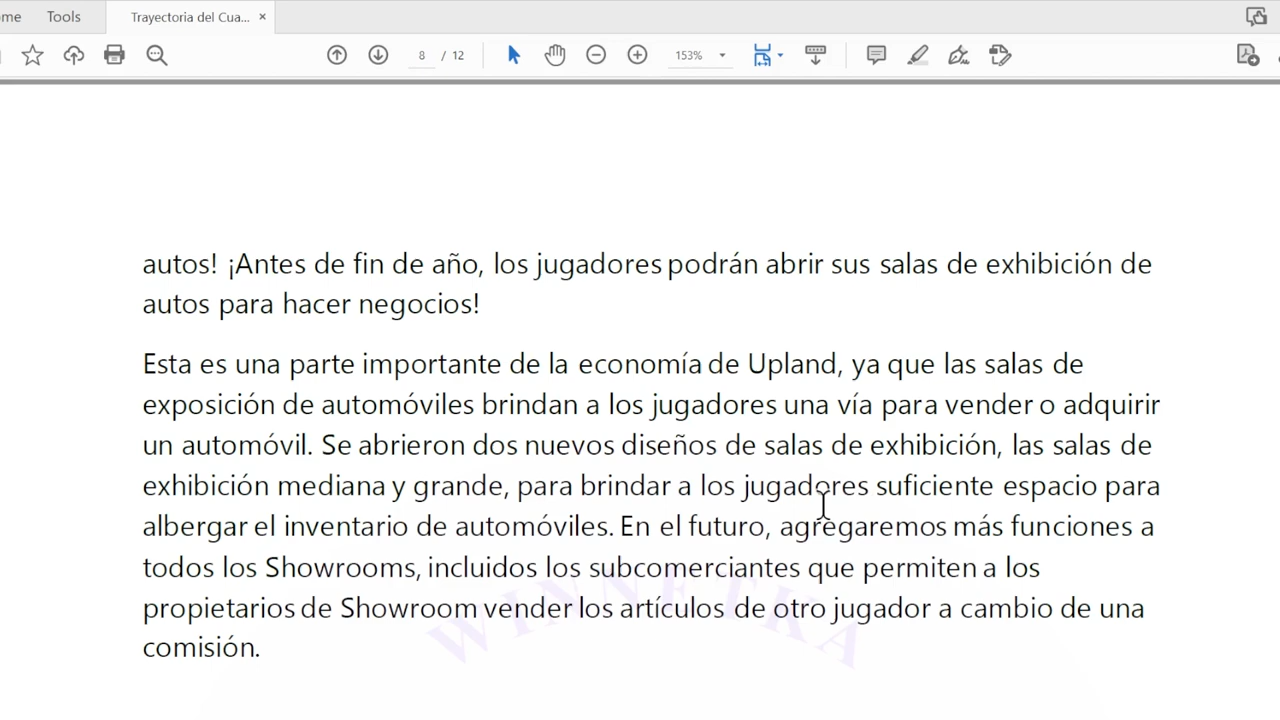 ome Tools Trayectoria del Cua... ×
8 / 12 153%
autos! ¡Antes de fin de año, los jugadores podrán abrir sus salas de exhibición de
autos para hacer negocios!
Esta es una parte importante de la economía de Upland, ya que las salas de
exposición de automóviles brindan a los jugadores una vía para vender o adquirir
un automóvil. Se abrieron dos nuevos diseños de salas de exhibición, las salas de
exhibición mediana y grande, para brindar a los jugadores suficiente espacio para
albergar el inventario de automóviles. En el futuro, agregaremos más funciones a
todos los Showrooms, incluidos los subcomerciantes que permiten a los
propietarios de Showroom vender los artículos de otro jugador a cambio de una
comisión.
WINNETKA